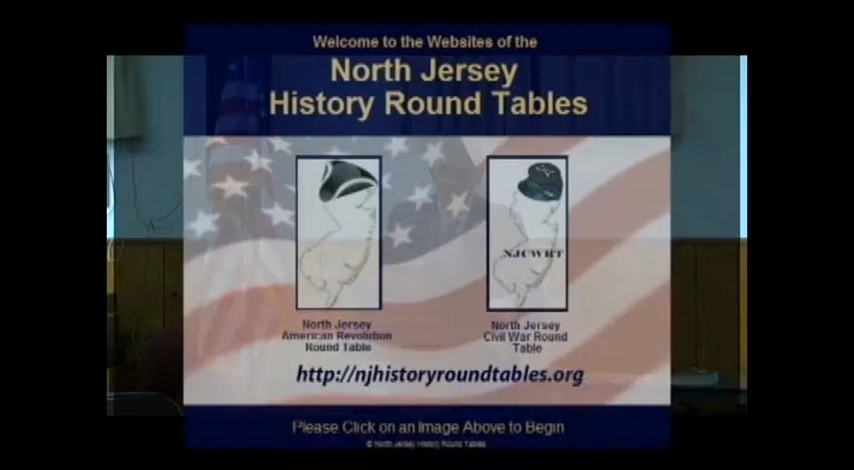 Welcome to the Websites of the
North Jersey
History Round Tables
NJCWRT
North Jersey
American Revolution
Round Table
North Jersey
Civil War Round
Table
http://njhistoryroundtables.org
Please Click on an Image Above to Begin
© North Jersey History Round Tables